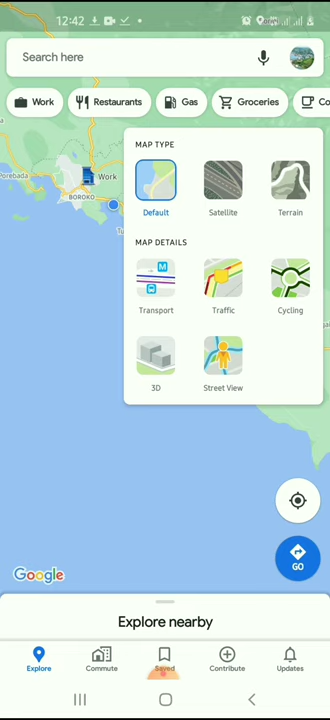 12:42
Search here
Work
Restaurants
Gas
Groceries
Co
MAP TYPE
Porebada
Work
BOROKO
Default
Satellite
Terrain
MAP DETAILS
M
Transport
Traffic
Cycling
3D
Street View
GO
Google
Explore nearby
Explore
Commute
Saved
Contribute
Updates